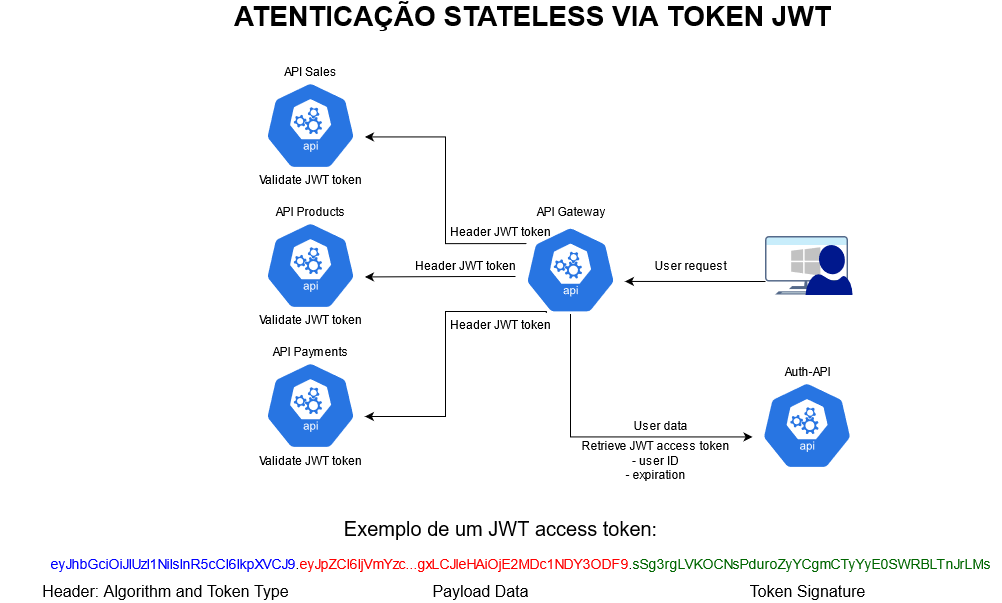 ATENTICAÇÃO STATELESS VIA TOKEN JWT
API Sales
api
Validate JWT token
API Products
api
Validate JWT token
API Payments
api
Validate JWT token
API Gateway
api
Header JWT token
Header JWT token
Header JWT token
User request
Auth-API
api
User data
Retrieve JWT access token
- user ID
- expiration
Exemplo de um JWT access token:
eyJhbGciOiJIUzI1NiIsInR5cCI6IkpXVCJ9.eyJpZCI6IjVmYzc...gxLCJleHAiOjE2MDc1NDY3ODF9.sSg3rgLVKOCNsPduroZyYCgmCTyYyE0SWRBLTnJrLMs
Header: Algorithm and Token Type
Payload Data
Token Signature